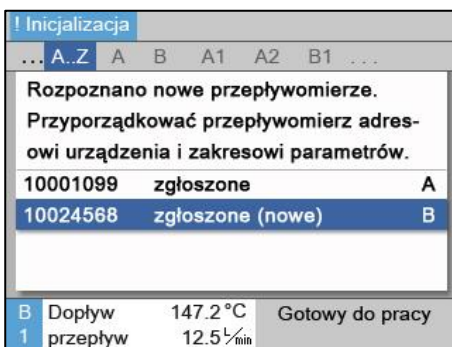 ! Inicjalizacja
... A..Z A B A1 A2 B1 ...
Rozpoznano nowe przepływomierze.
Przyporządkować przepływomierz adres-
owi urządzenia i zakresowi parametrów.
10001099 zgłoszone A
10024568 zgłoszone (nowe) B
B Dopływ 147.2 °C Gotowy do pracy
1 przepływ 12.5 L/min